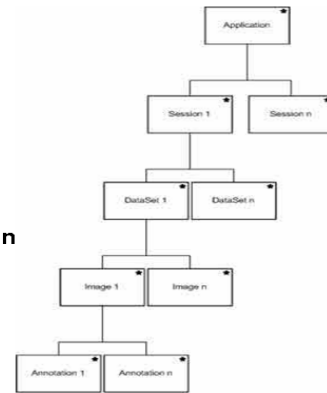 Application
Session 1
Session n
DataSet 1
DataSet n
n
Image 1
Image n
Annotation 1
Annotation n